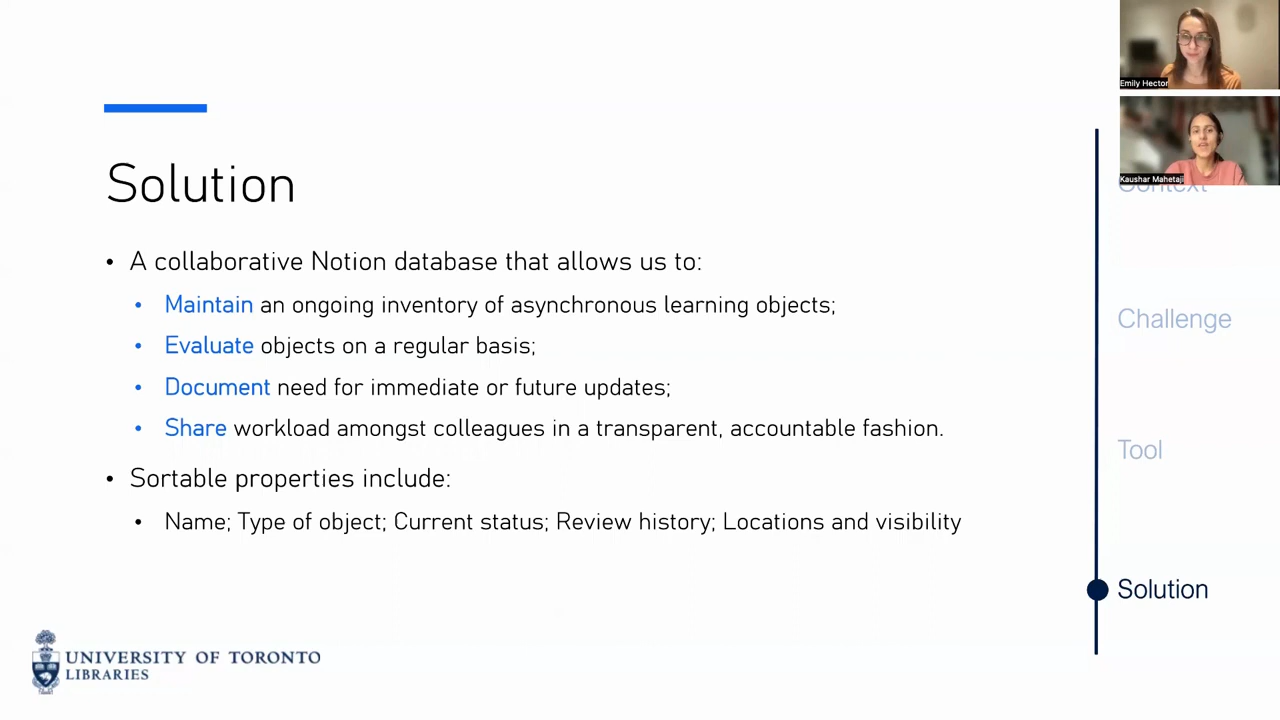 Emily Hector
Kaushar Mahetaji
Solution
• A collaborative Notion database that allows us to:
• Maintain an ongoing inventory of asynchronous learning objects;
• Evaluate objects on a regular basis;
• Document need for immediate or future updates;
• Share workload amongst colleagues in a transparent, accountable fashion.
• Sortable properties include:
• Name; Type of object; Current status; Review history; Locations and visibility
Context
Challenge
Tool
Solution
UNIVERSITY OF TORONTO
LIBRARIES